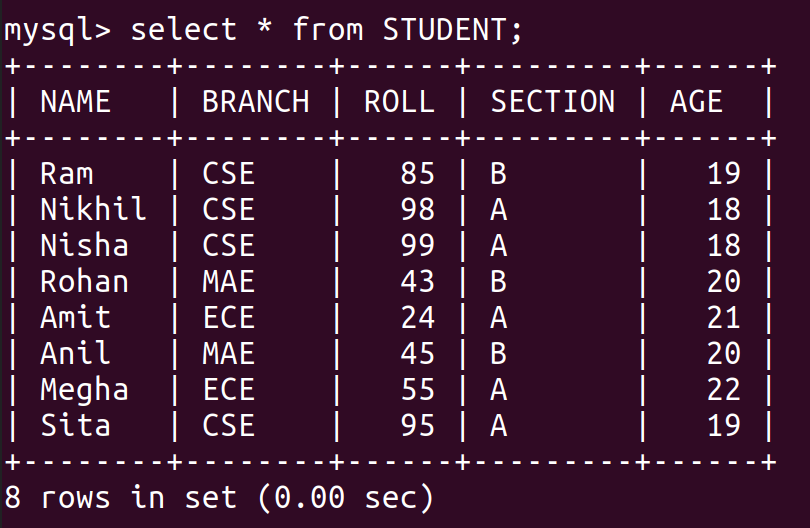 mysql> select * from STUDENT;
+--------+--------+------+---------+------+
| NAME   | BRANCH | ROLL | SECTION | AGE  |
+--------+--------+------+---------+------+
| Ram    | CSE    |   85 | B       |   19 |
| Nikhil | CSE    |   98 | A       |   18 |
| Nisha  | CSE    |   99 | A       |   18 |
| Rohan  | MAE    |   43 | B       |   20 |
| Amit   | ECE    |   24 | A       |   21 |
| Anil   | MAE    |   45 | B       |   20 |
| Megha  | ECE    |   55 | A       |   22 |
| Sita   | CSE    |   95 | A       |   19 |
+--------+--------+------+---------+------+
8 rows in set (0.00 sec)